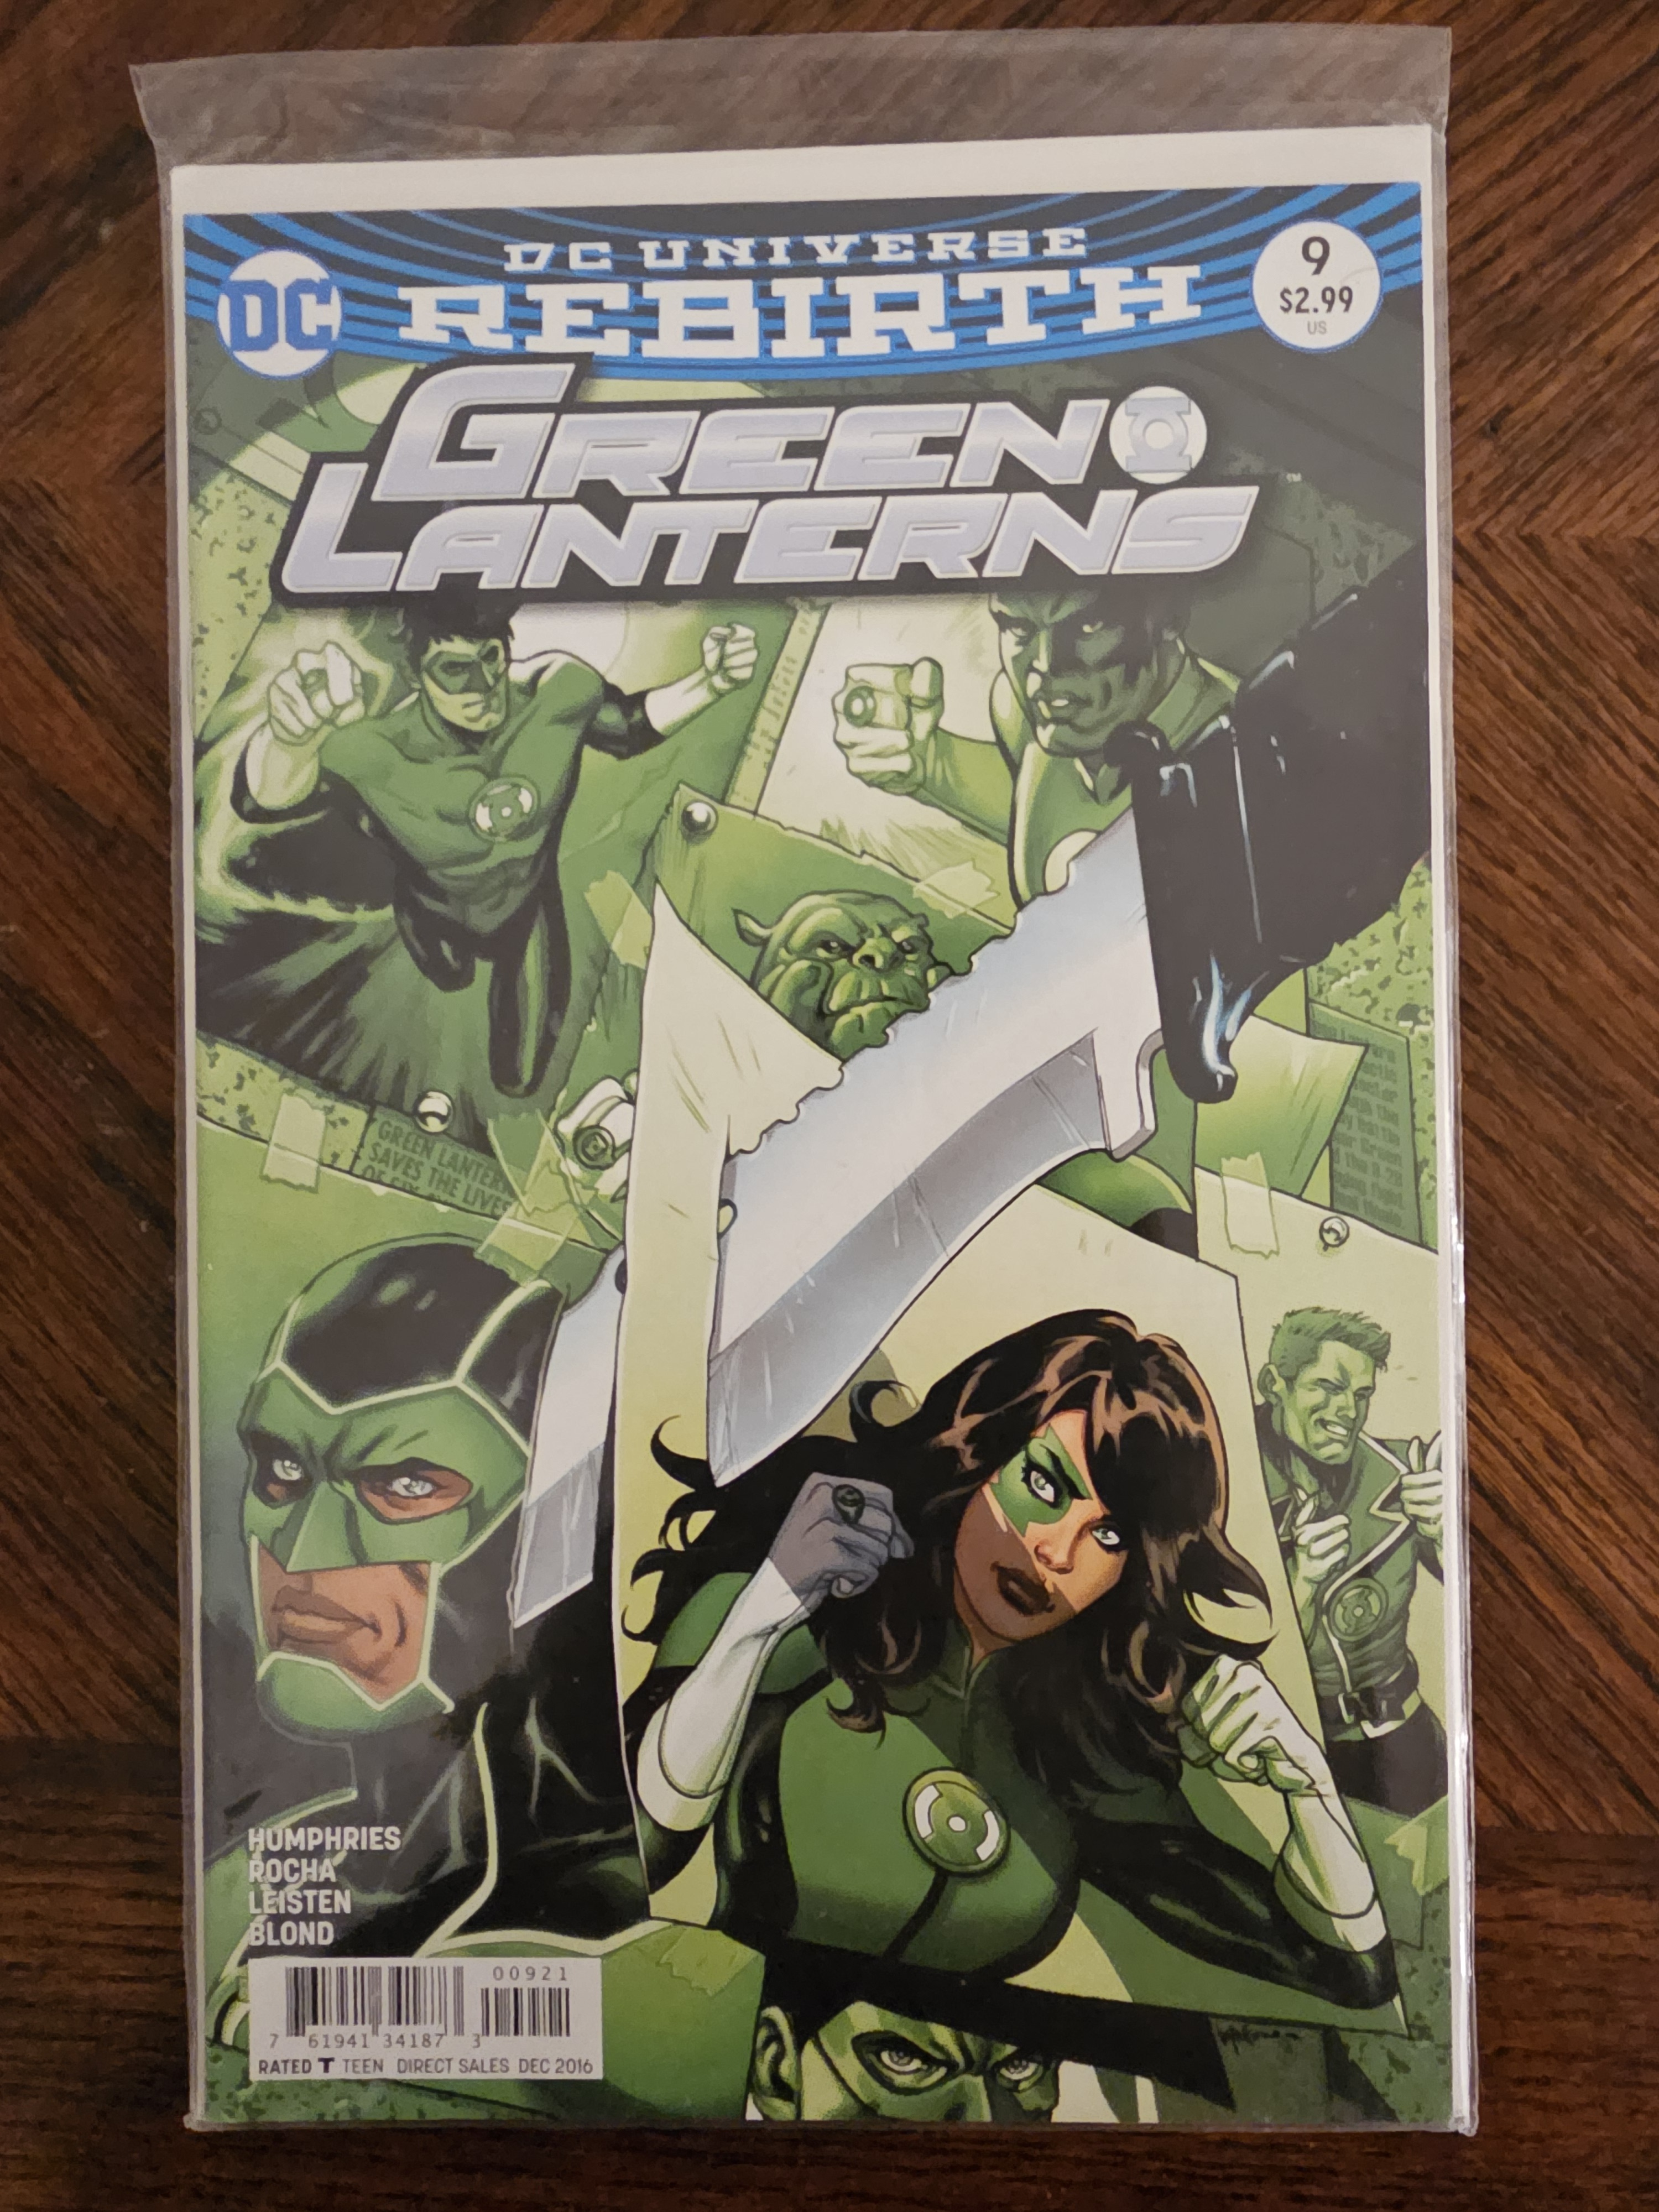 DC UNIVERSE
REBIRTH
DC
9
$2.99
US
GREEN
LANTERNS
™
GREEN LANTERN
SAVES THE LIVES
HUMPHRIES
ROCHA
LEISTEN
BLOND
00921
7 61941 34187 3
RATED T TEEN DIRECT SALES DEC 2016